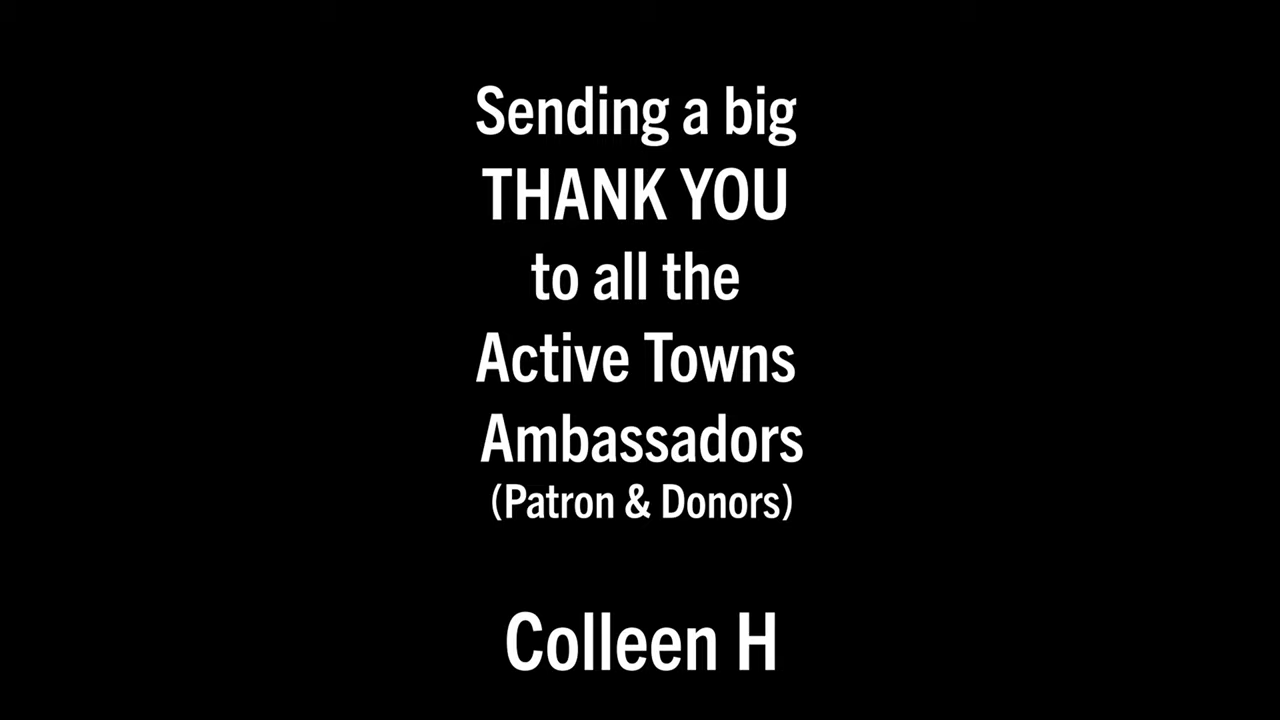 Sending a big
THANK YOU
to all the
Active Towns
Ambassadors
(Patron & Donors)
Colleen H